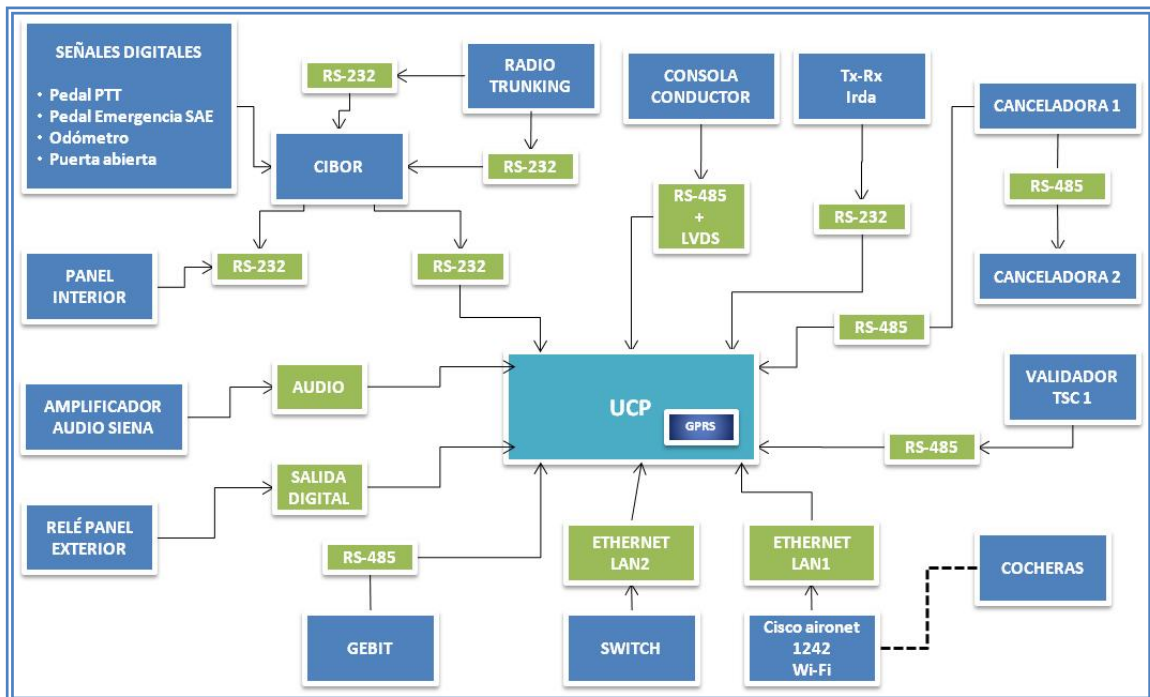 SEÑALES DIGITALES
· Pedal PTT
· Pedal Emergencia SAE
· Odómetro
· Puerta abierta
RS-232
RADIO
TRUNKING
CONSOLA
CONDUCTOR
Tx-Rx
Irda
CANCELADORA 1
CIBOR
RS-232
RS-485
+
LVDS
RS-232
RS-485
PANEL
INTERIOR
RS-232
RS-232
CANCELADORA 2
RS-485
AMPLIFICADOR
AUDIO SIENA
AUDIO
UCP
GPRS
VALIDADOR
TSC 1
RS-485
RELÉ PANEL
EXTERIOR
SALIDA
DIGITAL
RS-485
ETHERNET
LAN2
ETHERNET
LAN1
COCHERAS
GEBIT
SWITCH
Cisco aironet
1242
Wi-Fi